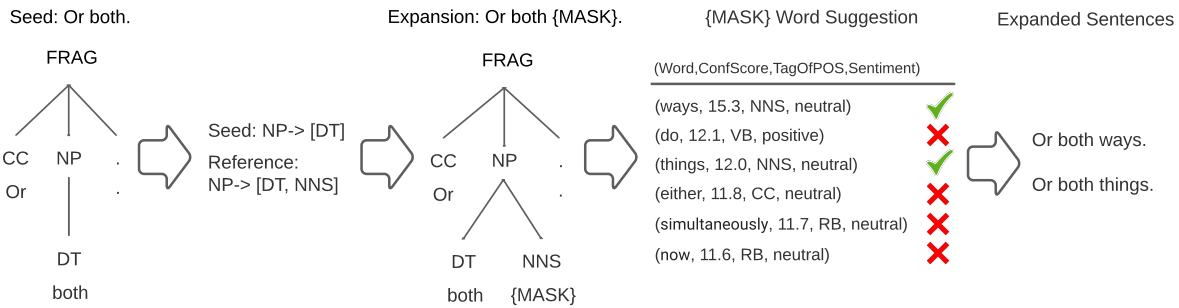 Seed: Or both.
FRAG
CC NP .
Or .
DT
both
Seed: NP-> [DT]
Reference:
NP-> [DT, NNS]
Expansion: Or both {MASK}.
FRAG
CC NP .
Or .
DT NNS
both {MASK}
{MASK} Word Suggestion
(Word,ConfScore,TagOfPOS,Sentiment)
(ways, 15.3, NNS, neutral)
(do, 12.1, VB, positive)
(things, 12.0, NNS, neutral)
(either, 11.8, CC, neutral)
(simultaneously, 11.7, RB, neutral)
(now, 11.6, RB, neutral)
Expanded Sentences
Or both ways.
Or both things.